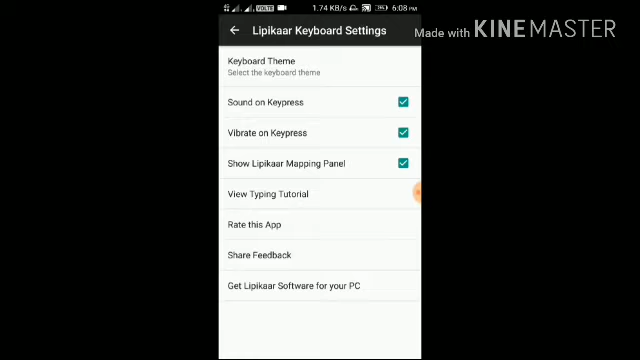 VOLTE 1.74 KB/s 6:08 PM
Lipikaar Keyboard Settings
Made with KINEMASTER
Keyboard Theme
Select the keyboard theme
Sound on Keypress
Vibrate on Keypress
Show Lipikaar Mapping Panel
View Typing Tutorial
Rate this App
Share Feedback
Get Lipikaar Software for your PC